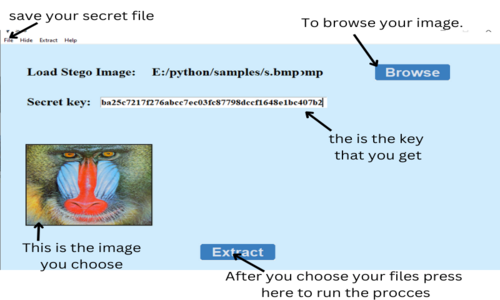 save your secret file
To browse your image.
File Hide Extract Help
Load Stego Image: E:/python/samples/s.bmpomp Browse
Secret key: ba25c7217f276abcc7ec03fc87798dccf1648e1bc407b2
the is the key
that you get
This is the image
you choose
Extract
After you choose your files press
here to run the procces